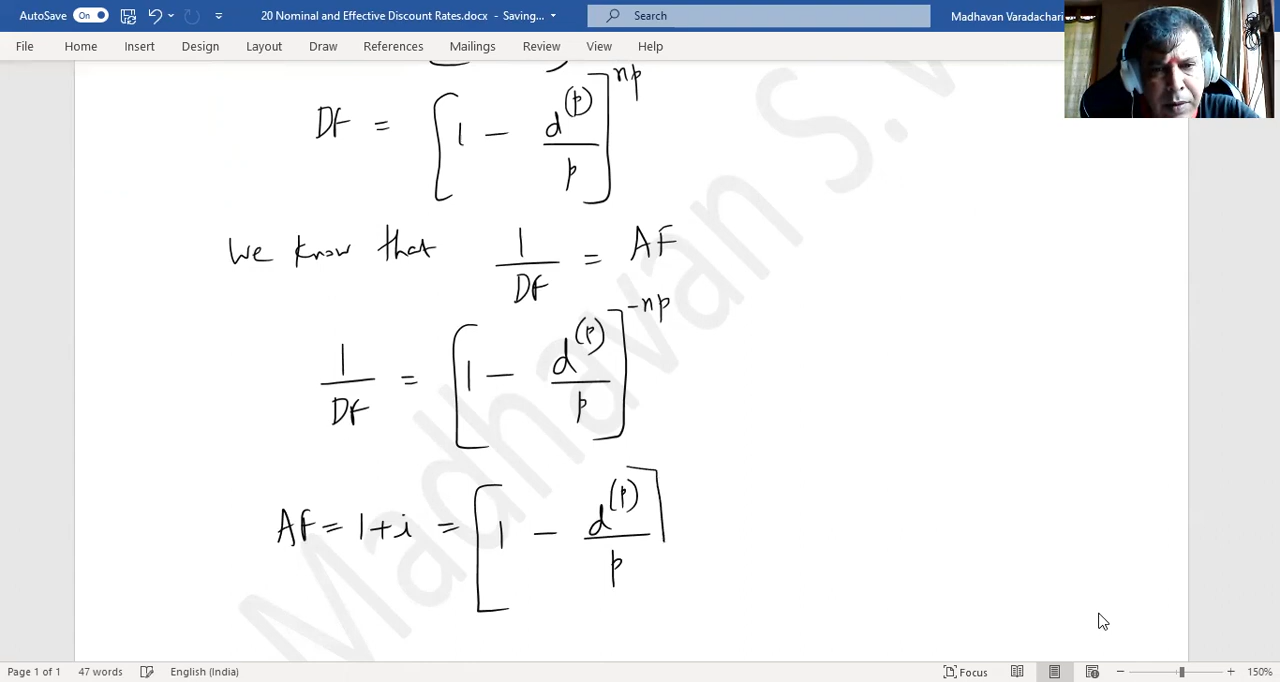 AutoSave On 20 Nominal and Effective Discount Rates.docx - Saving... Search Madhavan Varadachari
File Home Insert Design Layout Draw References Mailings Review View Help
DF = [1 - d^(p)/p]^np
We know that 1/DF = AF
1/DF = [1 - d^(p)/p]^-np
AF = 1+i = [1 - d^(p)/p]
Madhavan S. V
Page 1 of 1 47 words English (India) Focus 150%